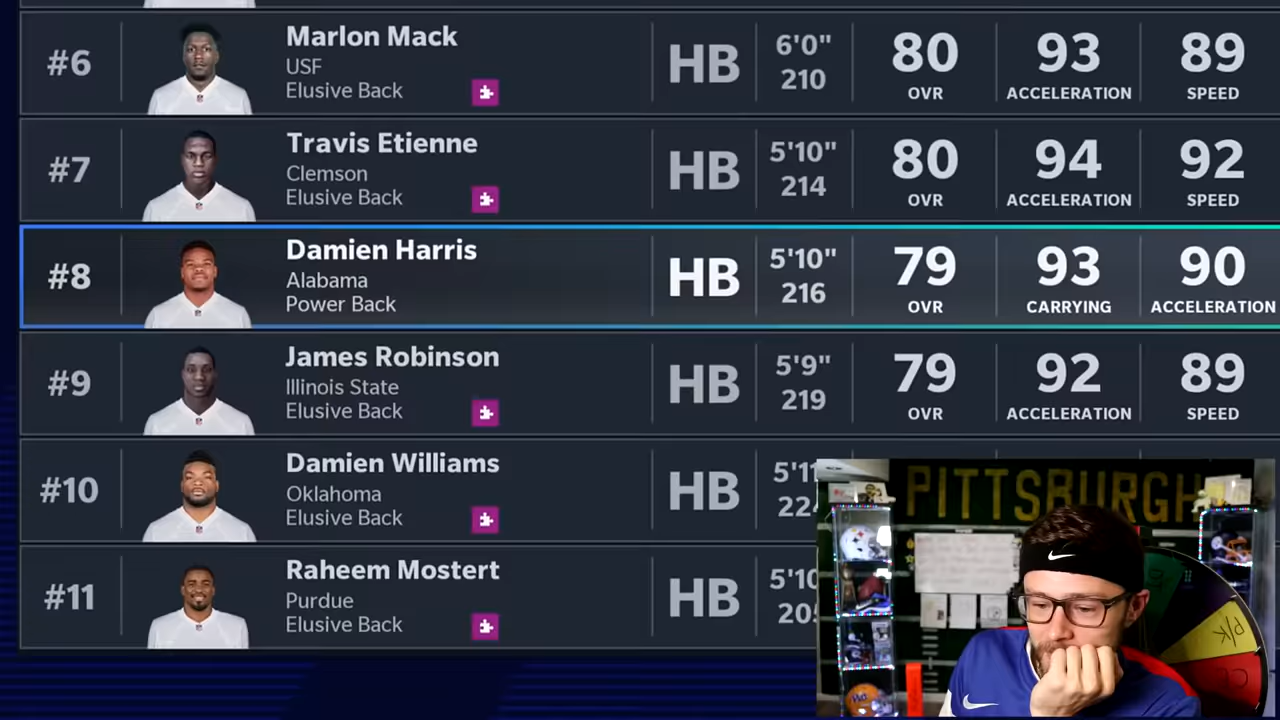 #6
Marlon Mack
USF
Elusive Back
HB
6'0"
210
80
OVR
93
ACCELERATION
89
SPEED
#7
Travis Etienne
Clemson
Elusive Back
HB
5'10"
214
80
OVR
94
ACCELERATION
92
SPEED
#8
Damien Harris
Alabama
Power Back
HB
5'10"
216
79
OVR
93
CARRYING
90
ACCELERATION
#9
James Robinson
Illinois State
Elusive Back
HB
5'9"
219
79
OVR
92
ACCELERATION
89
SPEED
#10
Damien Williams
Oklahoma
Elusive Back
HB
#11
Raheem Mostert
Purdue
Elusive Back
HB
5'10
PITTSBURGH
P/K